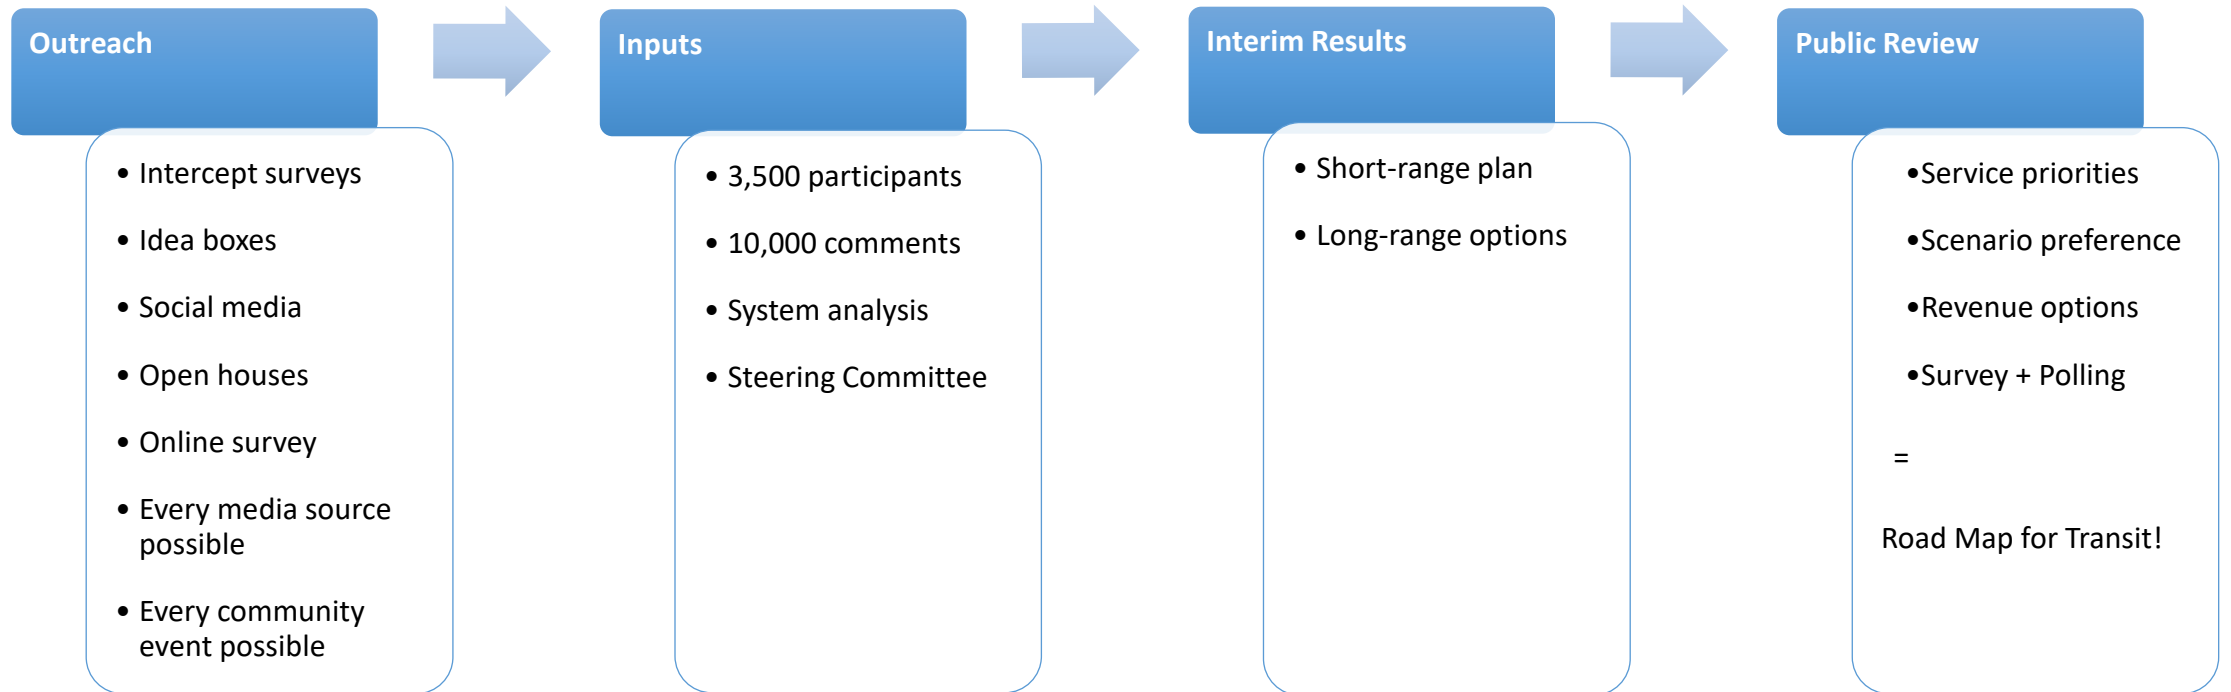 Outreach
• Intercept surveys
• Idea boxes
• Social media
• Open houses
• Online survey
• Every media source
possible
• Every community
event possible
Inputs
• 3,500 participants
• 10,000 comments
• System analysis
• Steering Committee
Interim Results
• Short-range plan
• Long-range options
Public Review
•Service priorities
•Scenario preference
•Revenue options
•Survey + Polling
=
Road Map for Transit!